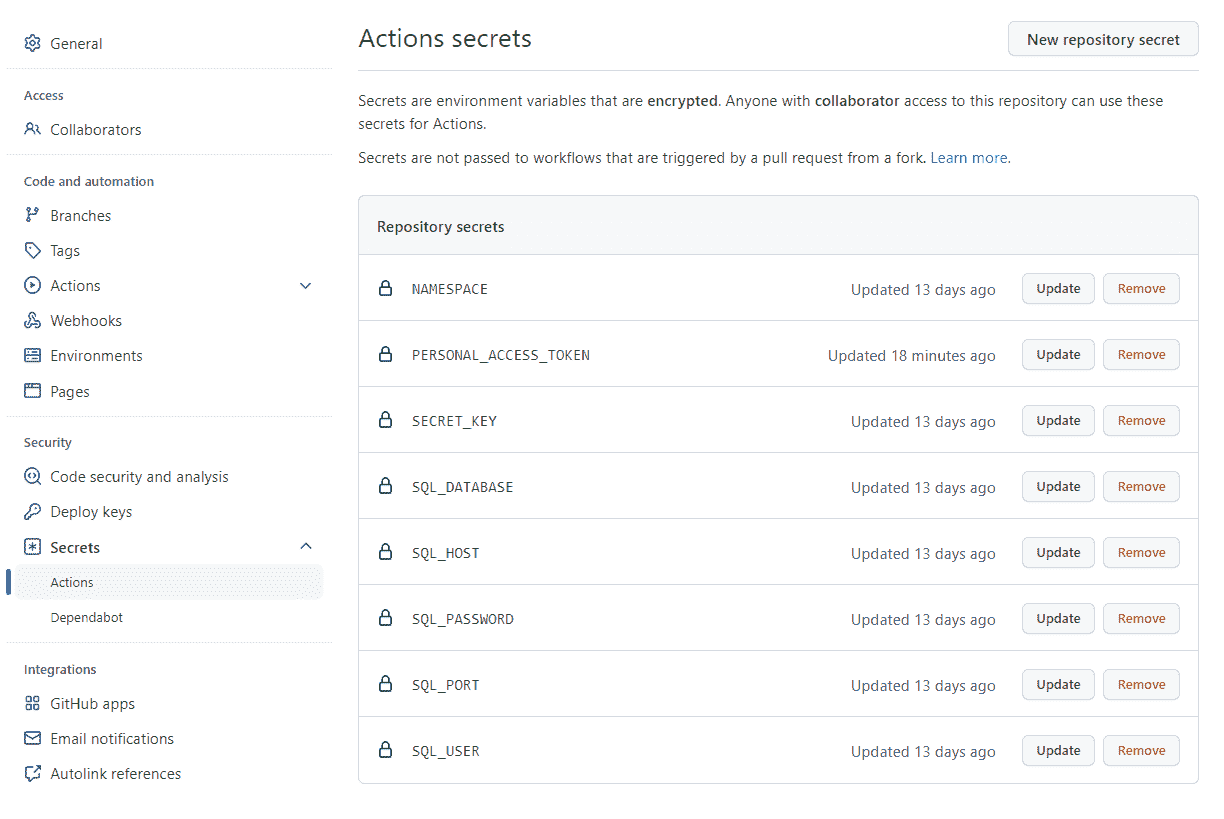 General
Access
Collaborators
Code and automation
Branches
Tags
Actions
Webhooks
Environments
Pages
Security
Code security and analysis
Deploy keys
Secrets
Actions
Dependabot
Integrations
GitHub apps
Email notifications
Autolink references
Actions secrets
New repository secret
Secrets are environment variables that are encrypted. Anyone with collaborator access to this repository can use these
secrets for Actions.
Secrets are not passed to workflows that are triggered by a pull request from a fork. Learn more.
Repository secrets
NAMESPACE Updated 13 days ago Update Remove
PERSONAL_ACCESS_TOKEN Updated 18 minutes ago Update Remove
SECRET_KEY Updated 13 days ago Update Remove
SQL_DATABASE Updated 13 days ago Update Remove
SQL_HOST Updated 13 days ago Update Remove
SQL_PASSWORD Updated 13 days ago Update Remove
SQL_PORT Updated 13 days ago Update Remove
SQL_USER Updated 13 days ago Update Remove